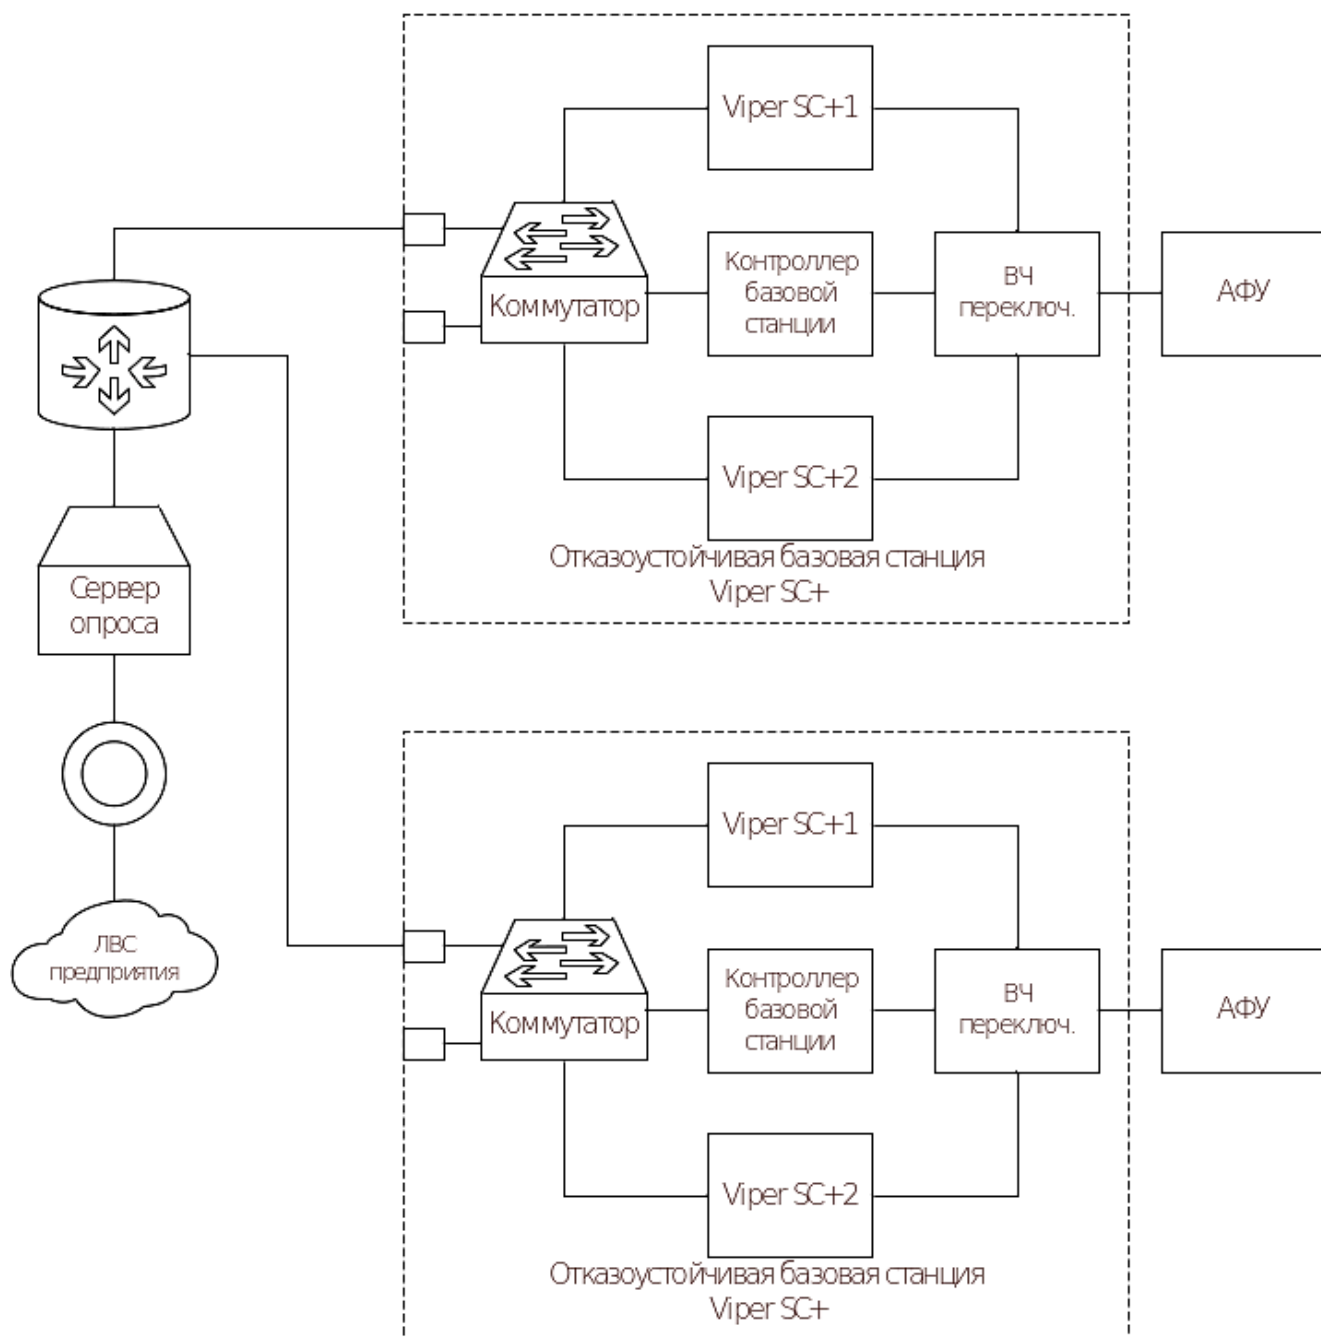 Viper SC+1
Контроллер
базовой
станции
ВЧ
переключ.
АФУ
Коммутатор
Viper SC+2
Отказоустойчивая базовая станция
Viper SC+
Сервер
опроса
ЛВС
предприятия
Viper SC+1
Контроллер
базовой
станции
ВЧ
переключ.
АФУ
Коммутатор
Viper SC+2
Отказоустойчивая базовая станция
Viper SC+